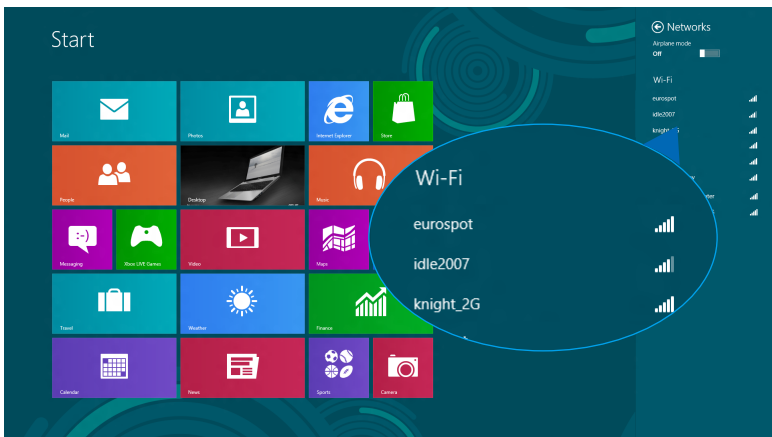 Start
Mail
Photos
Internet Explorer
Store
People
Desktop
Music
Messaging
Xbox LIVE Games
Video
Maps
Travel
Weather
Finance
Calendar
News
Sports
Camera
Networks
Airplane mode
Off
Wi-Fi
eurospot
idle2007
knight_2G
Wi-Fi
eurospot
idle2007
knight_2G